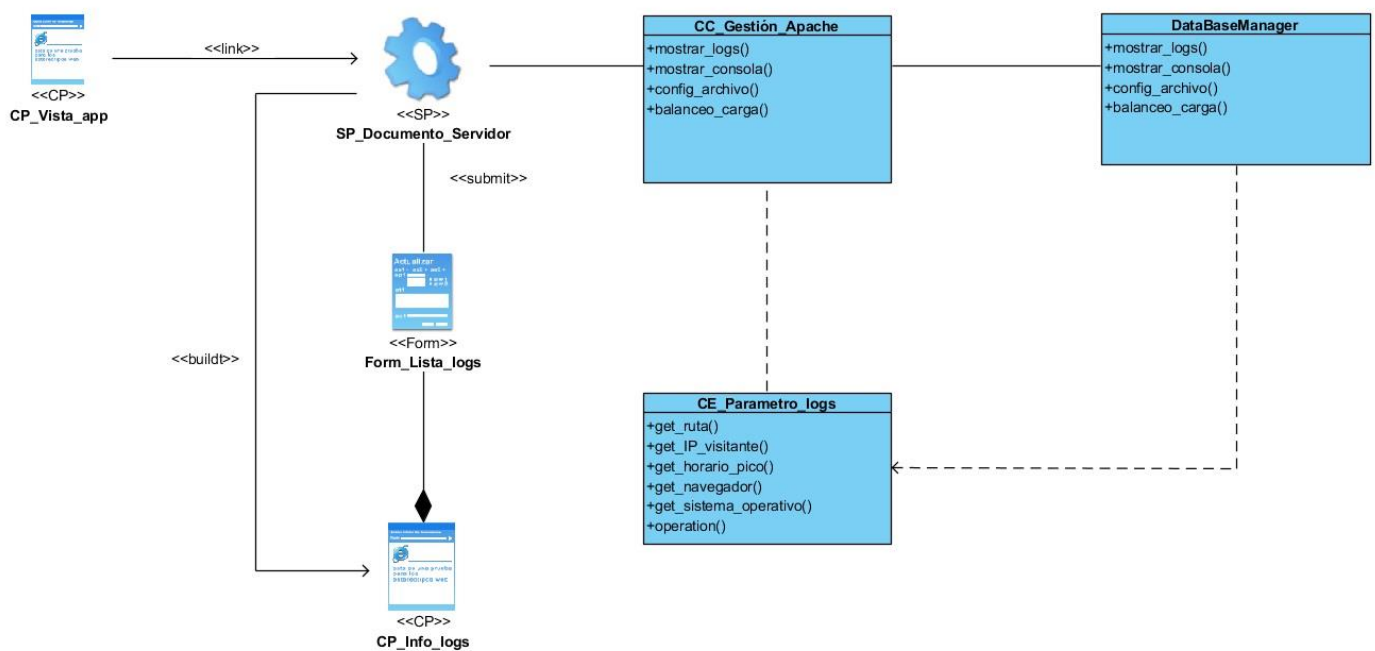 <<CP>>
CP_Vista_app
<<link>>
<<SP>>
SP_Documento_Servidor
CC_Gestión_Apache
+mostrar_logs()
+mostrar_consola()
+config_archivo()
+balanceo_carga()
DataBaseManager
+mostrar_logs()
+mostrar_consola()
+config_archivo()
+balanceo_carga()
<<submit>>
Actualizar
<<Form>>
Form_Lista_logs
<<buildt>>
CE_Parametro_logs
+get_ruta()
+get_IP_visitante()
+get_horario_pico()
+get_navegador()
+get_sistema_operativo()
+operation()
<<CP>>
CP_Info_logs